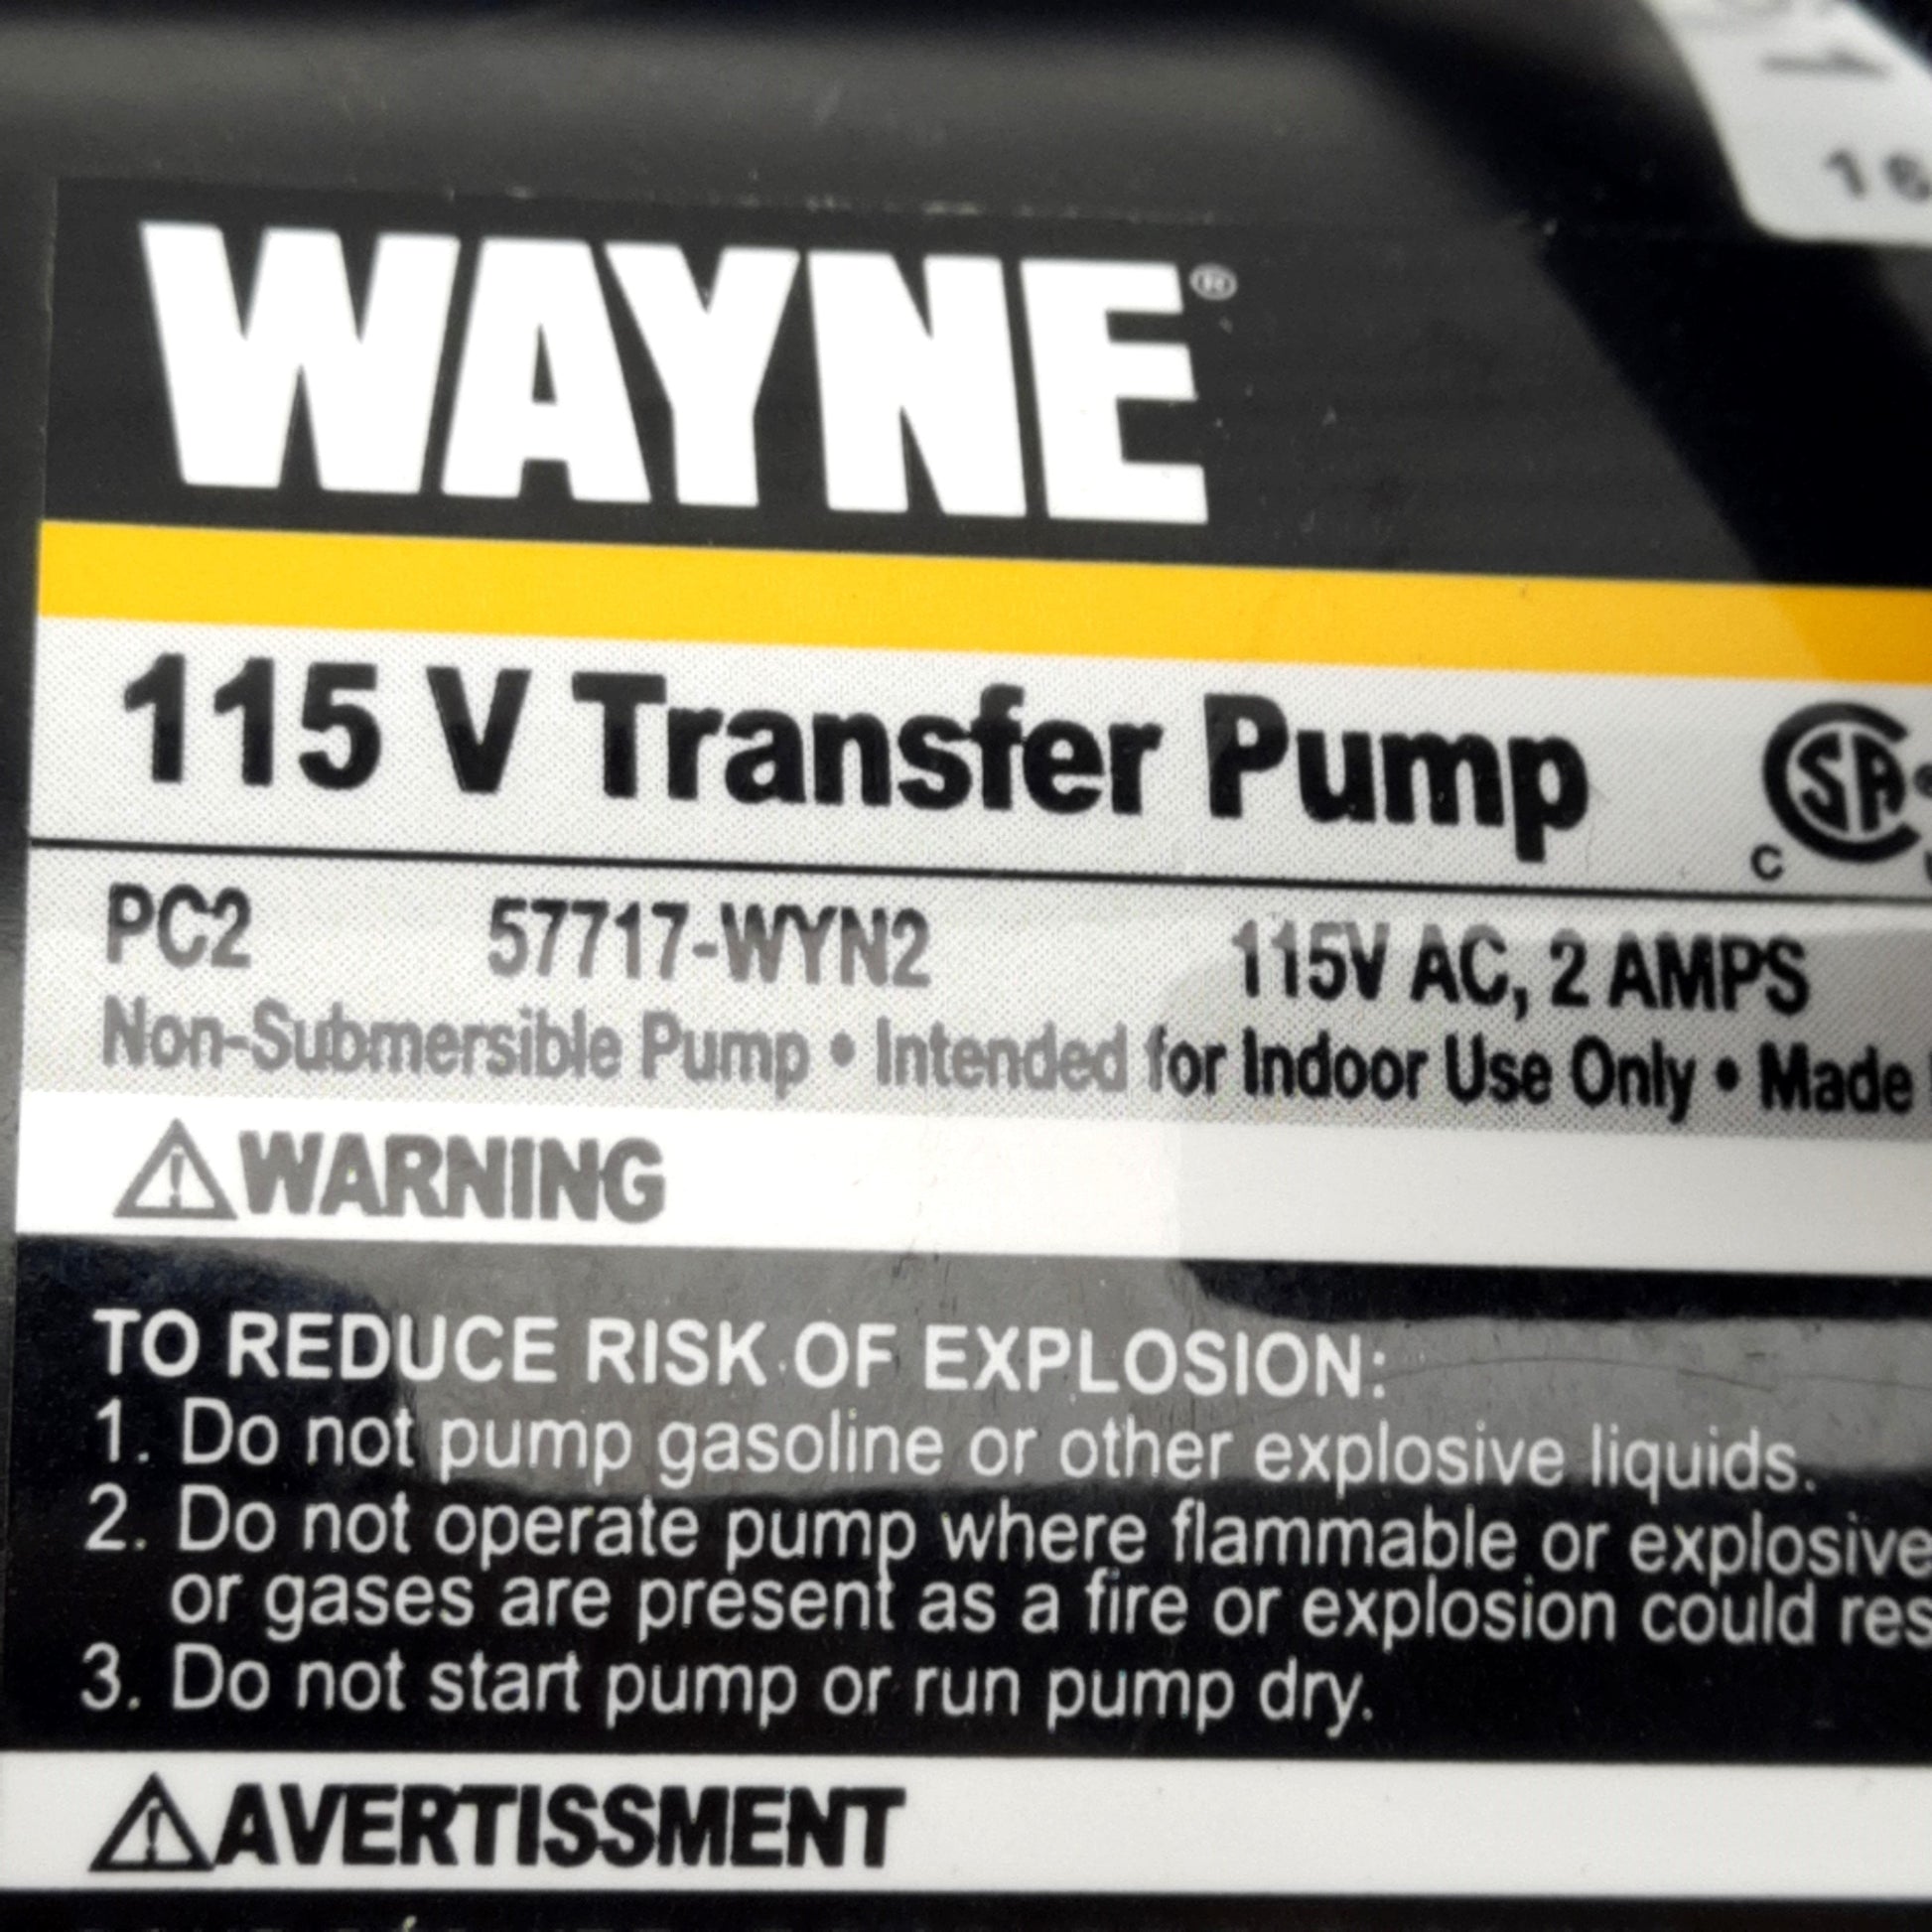 16
WAYNE®
115 V Transfer Pump
CSA
C
PC2 57717-WYN2 115V AC, 2 AMPS
Non-Submersible Pump • Intended for Indoor Use Only • Made
⚠WARNING
TO REDUCE RISK OF EXPLOSION:
1. Do not pump gasoline or other explosive liquids.
2. Do not operate pump where flammable or explosive
or gases are present as a fire or explosion could res
3. Do not start pump or run pump dry.
⚠AVERTISSMENT